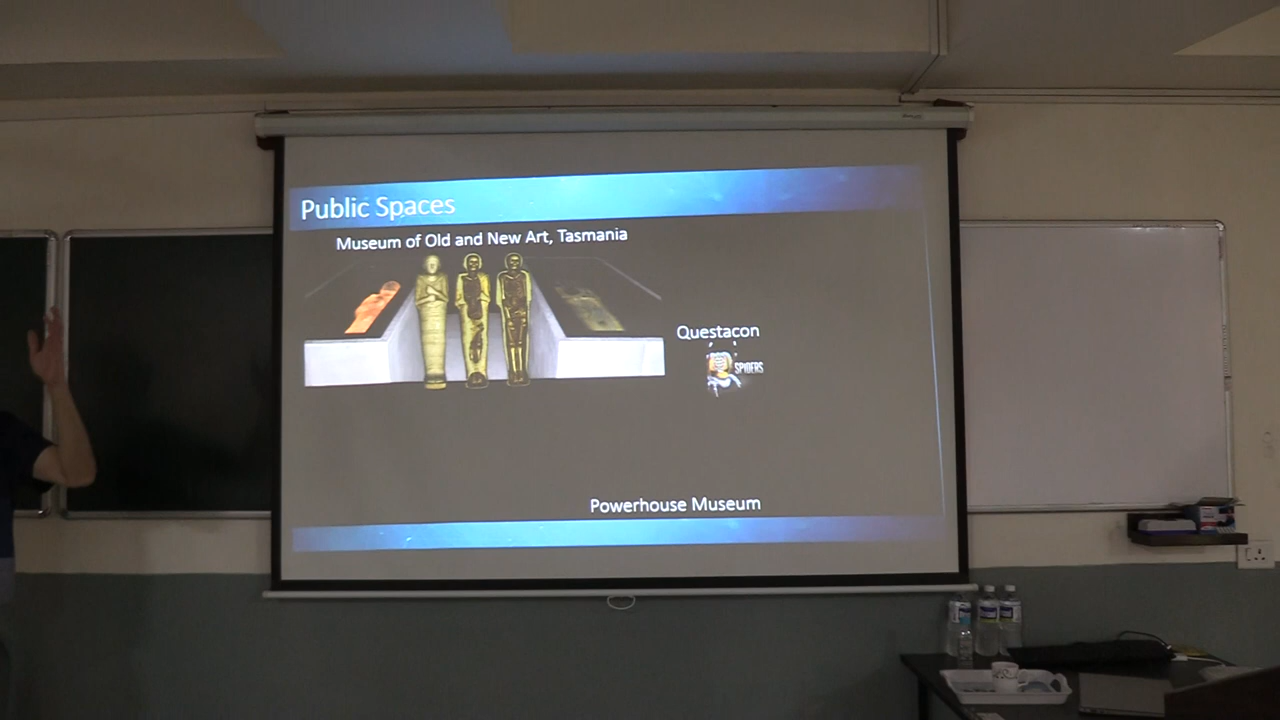 Public Spaces
Museum of Old and New Art, Tasmania
Questacon
SPIDERS
Powerhouse Museum